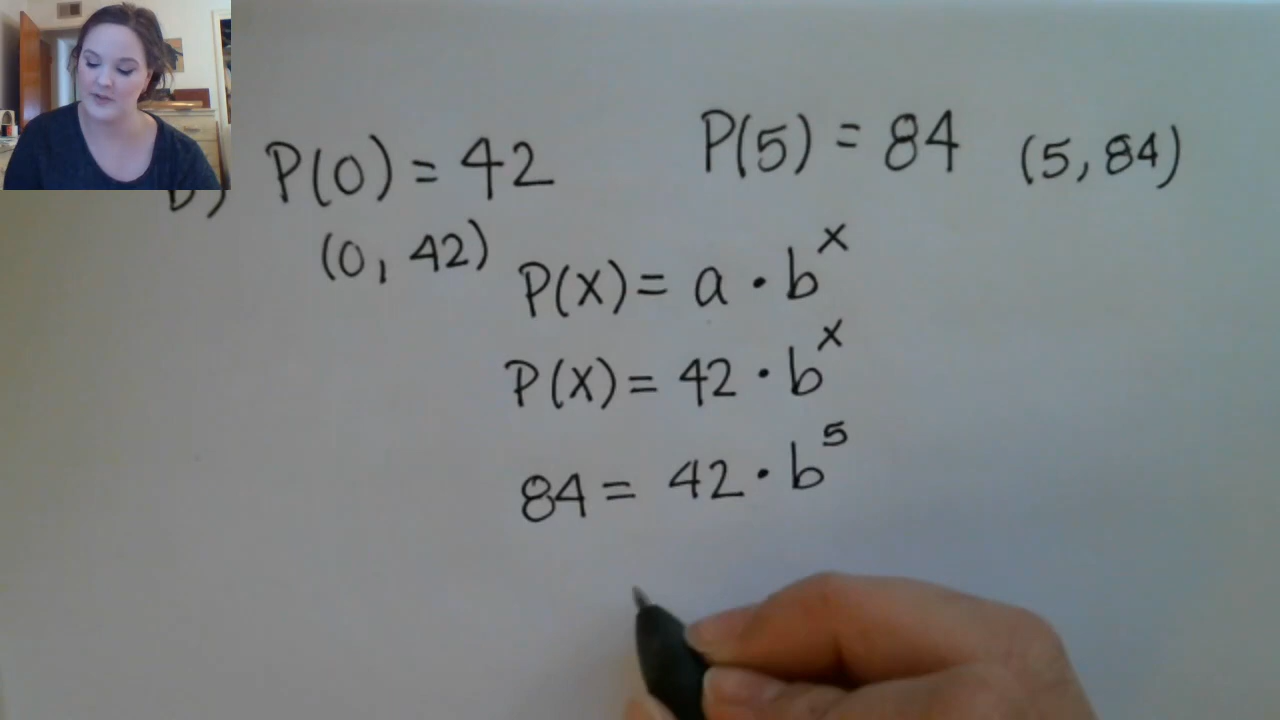 b) P(0) = 42 P(5) = 84 (5, 84)
(0, 42)
P(x) = a · b^x
P(x) = 42 · b^x
84 = 42 · b^5